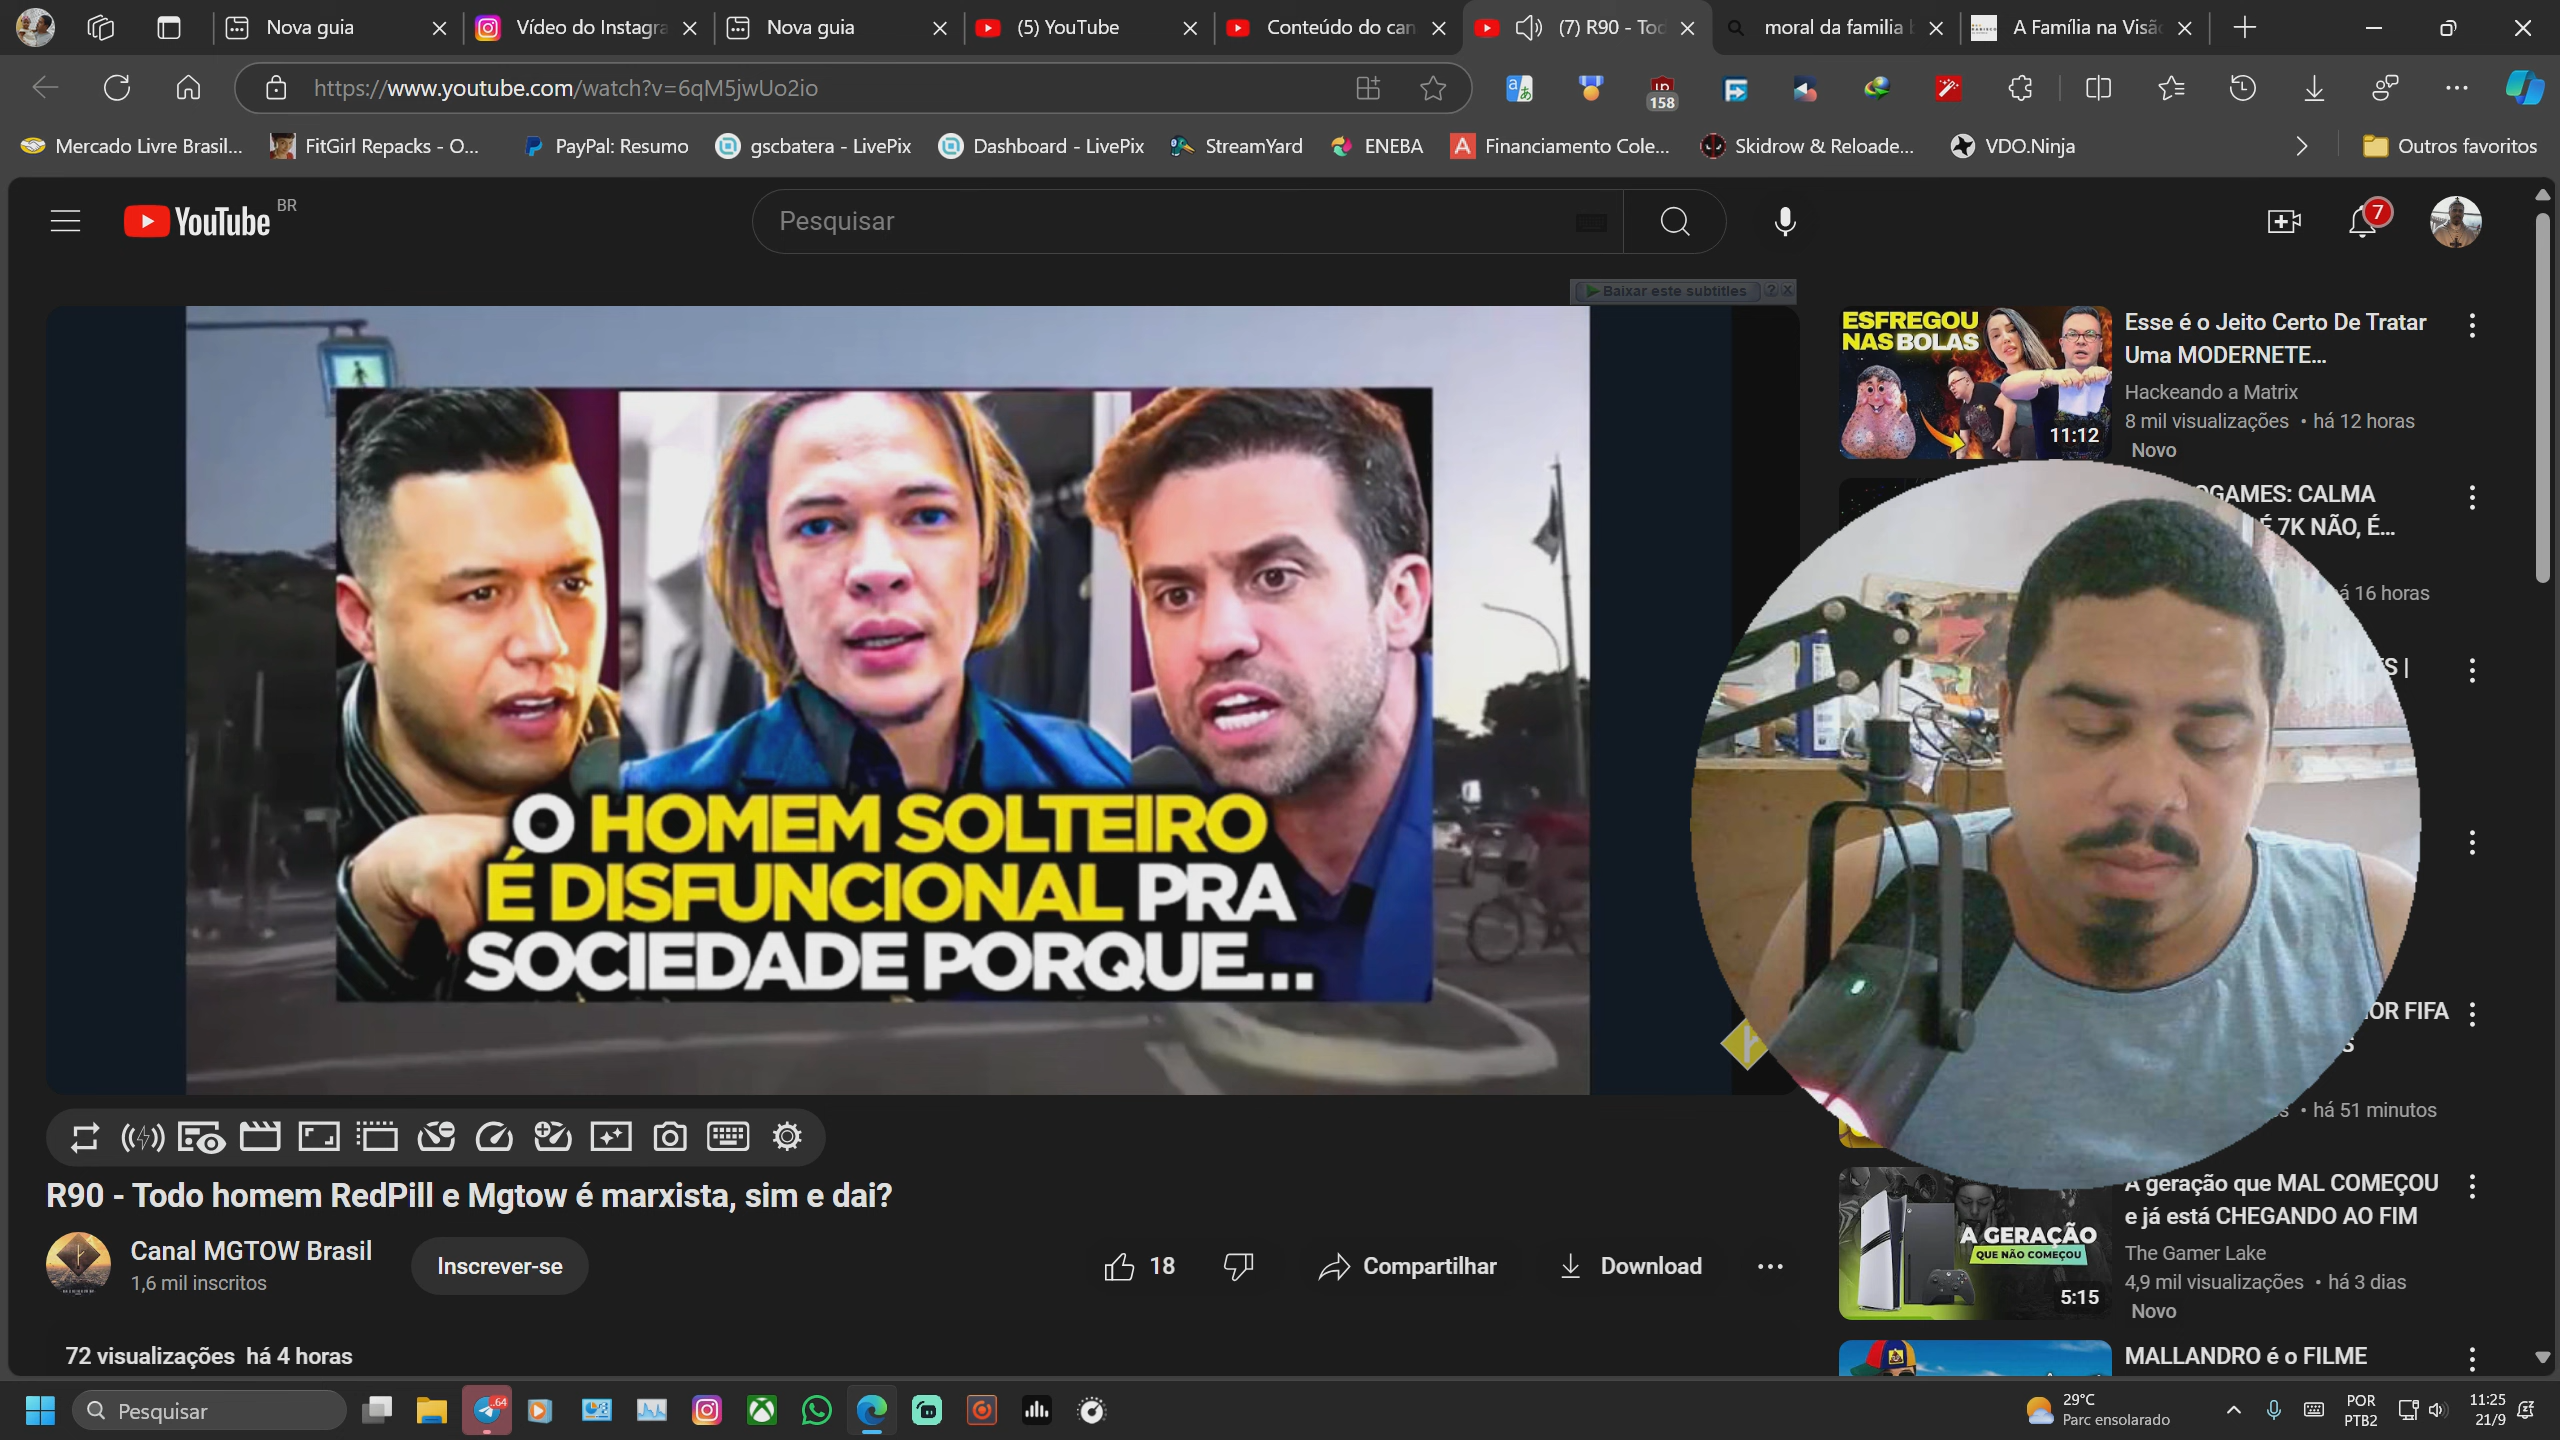 Nova guia
Vídeo do Instagra
Nova guia
(5) YouTube
Conteúdo do can
(7) R90 - Tod
moral da familia b
A Família na Visã
https://www.youtube.com/watch?v=6qM5jwUo2io
158
Mercado Livre Brasil...
FitGirl Repacks - O...
PayPal: Resumo
gscbatera - LivePix
Dashboard - LivePix
StreamYard
ENEBA
Financiamento Cole...
Skidrow & Reloade...
VDO.Ninja
Outros favoritos
YouTube BR
Pesquisar
7
Baixar este subtitles
O HOMEM SOLTEIRO
É DISFUNCIONAL PRA
SOCIEDADE PORQUE...
ESFREGOU
NAS BOLAS
11:12
Esse é o Jeito Certo De Tratar
Uma MODERNETE...
Hackeando a Matrix
8 mil visualizações • há 12 horas
Novo
OGAMES: CALMA
É 7K NÃO, É...
há 16 horas
S |
OR FIFA
S
s • há 51 minutos
A GERAÇÃO
QUE NÃO COMEÇOU
5:15
A geração que MAL COMEÇOU
e já está CHEGANDO AO FIM
The Gamer Lake
4,9 mil visualizações • há 3 dias
Novo
MALLANDRO é o FILME
R90 - Todo homem RedPill e Mgtow é marxista, sim e dai?
Canal MGTOW Brasil
1,6 mil inscritos
Inscrever-se
18
Compartilhar
Download
72 visualizações há 4 horas
Pesquisar
..64
29°C
Parc ensolarado
POR
PTB2
11:25
21/9